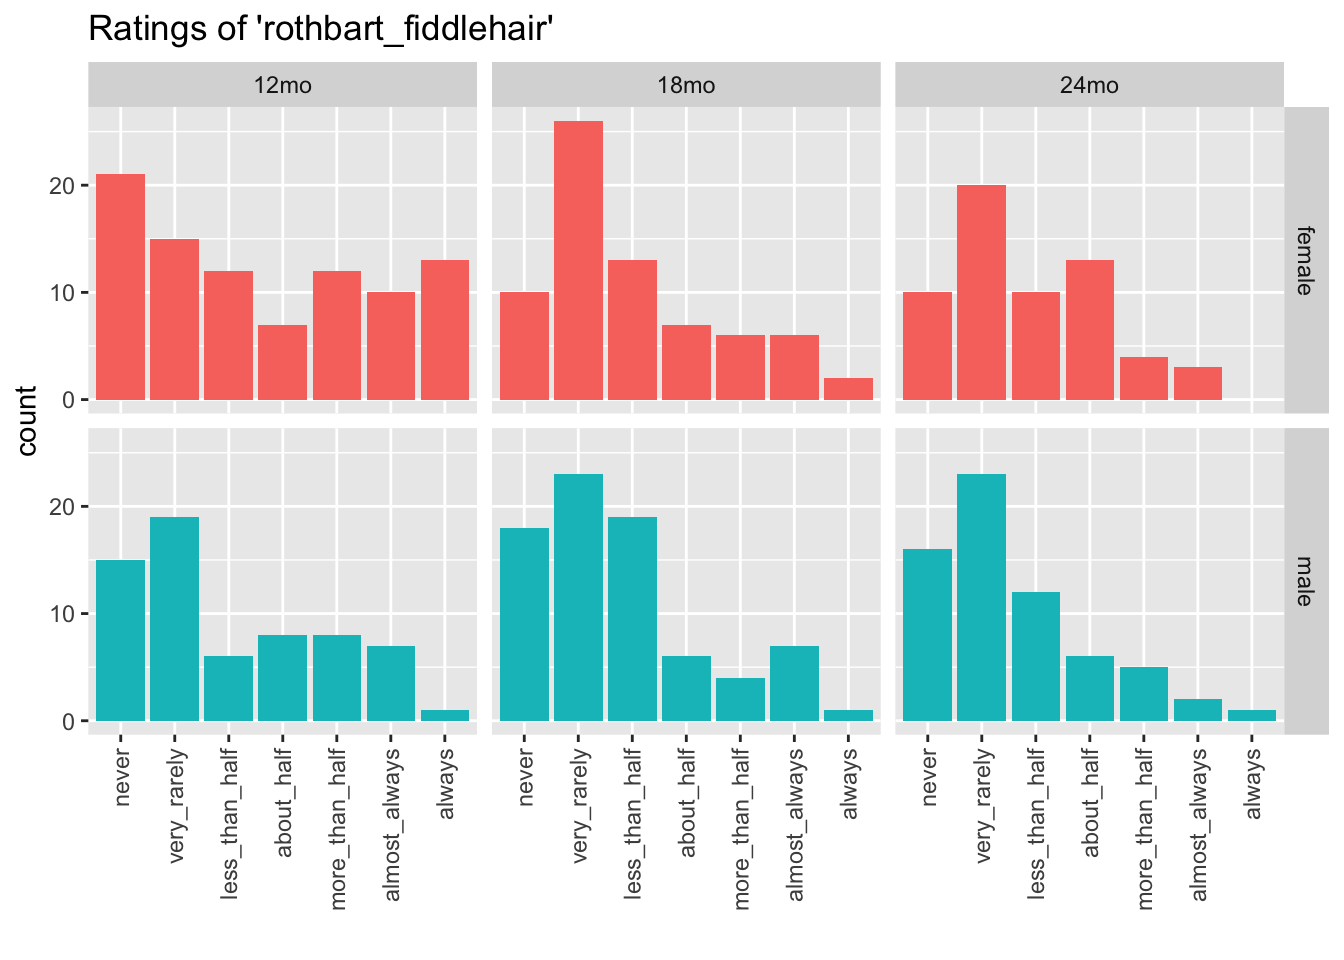 Ratings of 'rothbart_fiddlehair'
12mo 18mo 24mo
20
10
0
female
count
20
10
0
male
never very_rarely less_than_half about_half more_than_half almost_always always never very_rarely less_than_half about_half more_than_half almost_always always never very_rarely less_than_half about_half more_than_half almost_always always